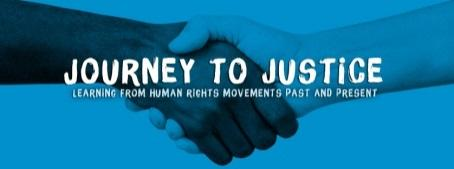 JOURNEY TO JUSTICE
LEARNING FROM HUMAN RIGHTS MOVEMENTS PAST AND PRESENT